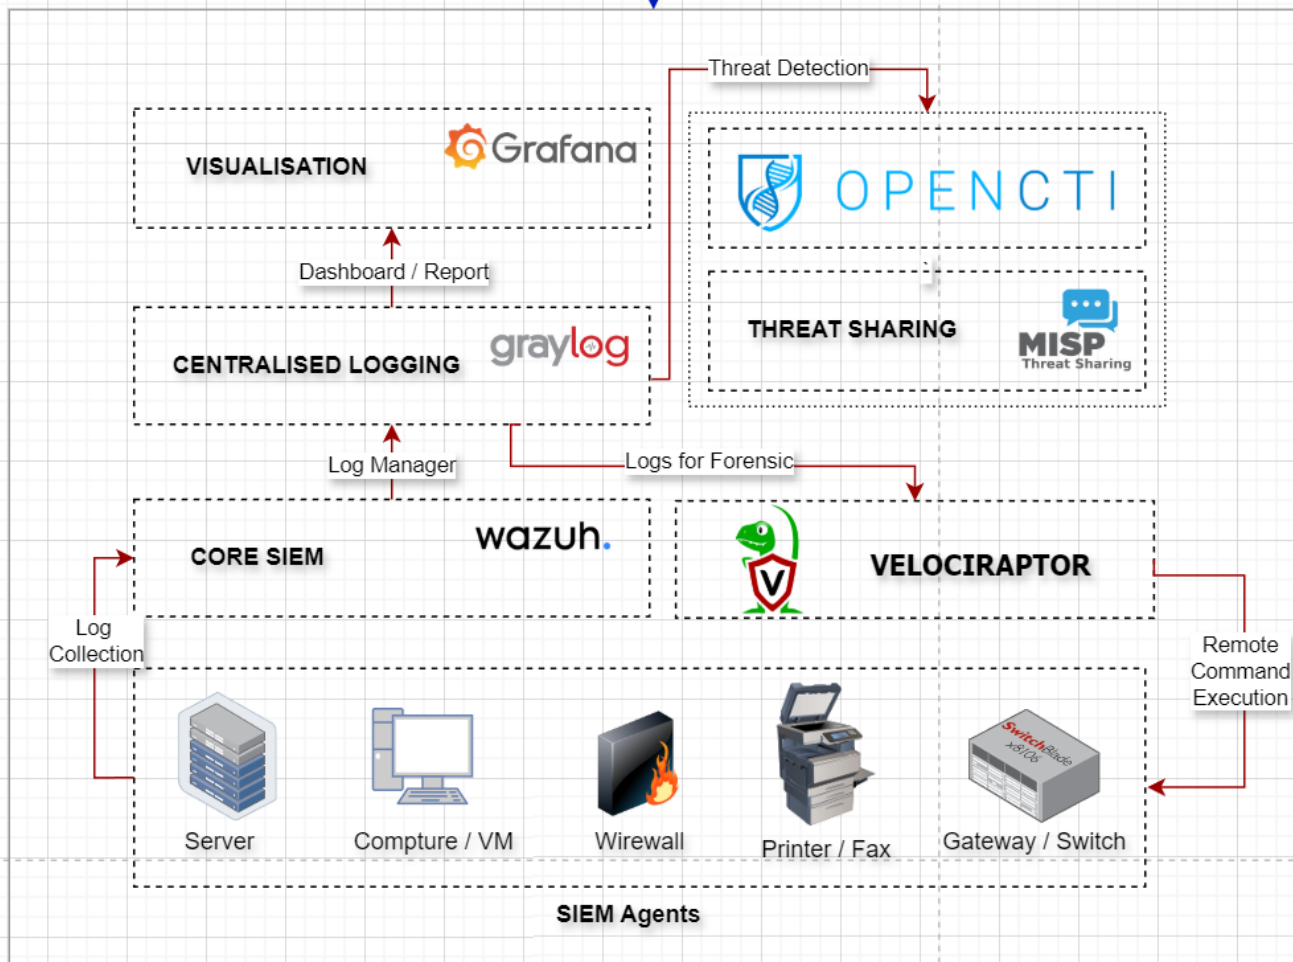 Threat Detection
VISUALISATION
Grafana
OPENCTI
Dashboard / Report
THREAT SHARING
MISP
Threat Sharing
CENTRALISED LOGGING
graylog
Log Manager
Logs for Forensic
CORE SIEM
wazuh.
V
VELOCIRAPTOR
Log
Collection
Remote
Command
Execution
SwitchBlade
x8106
Server
Compture / VM
Wirewall
Printer / Fax
Gateway / Switch
SIEM Agents